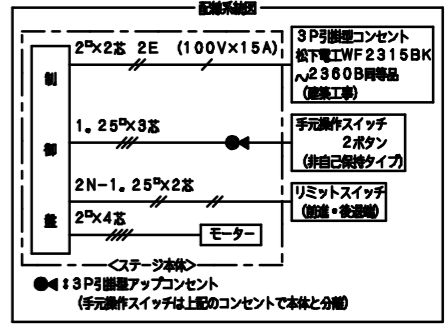 配線系統図
2□×2芯 2E (100V×15A)
3P引掛型コンセント
松下電工WF2315BK
~2360B同等品
(建築工事)
制御盤
1.25□×3芯
手元操作スイッチ
2ボタン
(非自己保持タイプ)
2N-1.25□×2芯
リミットスイッチ
(前進・後退端)
2□×4芯
モーター
<ステージ本体>
●◀:3P引掛型アップコンセント
(手元操作スイッチは上記のコンセントで本体と分離)